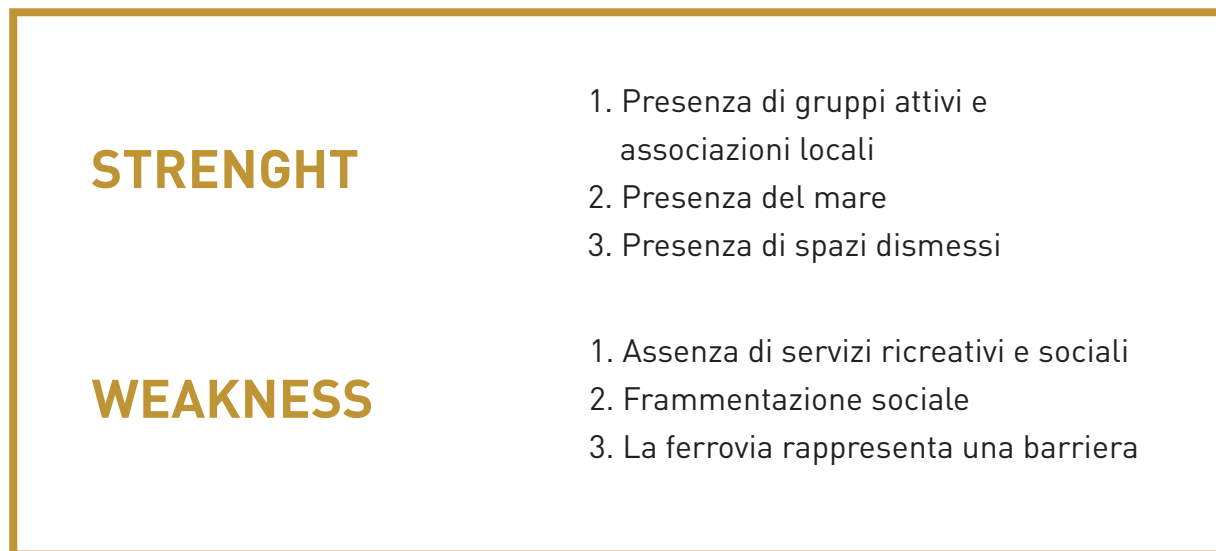 STRENGHT
1. Presenza di gruppi attivi e
associazioni locali
2. Presenza del mare
3. Presenza di spazi dismessi
WEAKNESS
1. Assenza di servizi ricreativi e sociali
2. Frammentazione sociale
3. La ferrovia rappresenta una barriera